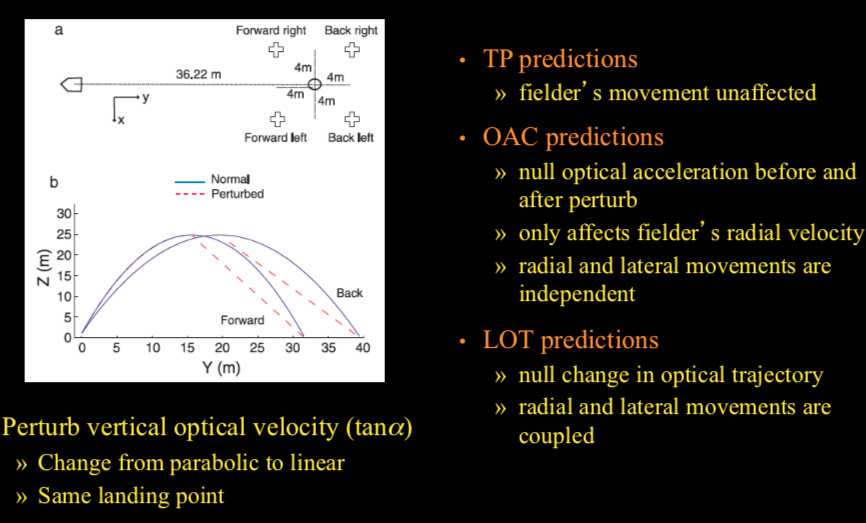 a
Forward right
Back right
4m
4m
36.22 m
4m
4m
y
x
Forward left
Back left
b
Normal
Perturbed
30
25
20
15
10
5
0
Z (m)
Back
Forward
0 5 10 15 20 25 30 35 40
Y (m)
Perturb vertical optical velocity (tanα)
» Change from parabolic to linear
» Same landing point
• TP predictions
» fielder’s movement unaffected
• OAC predictions
» null optical acceleration before and
after perturb
» only affects fielder’s radial velocity
» radial and lateral movements are
independent
• LOT predictions
» null change in optical trajectory
» radial and lateral movements are
coupled